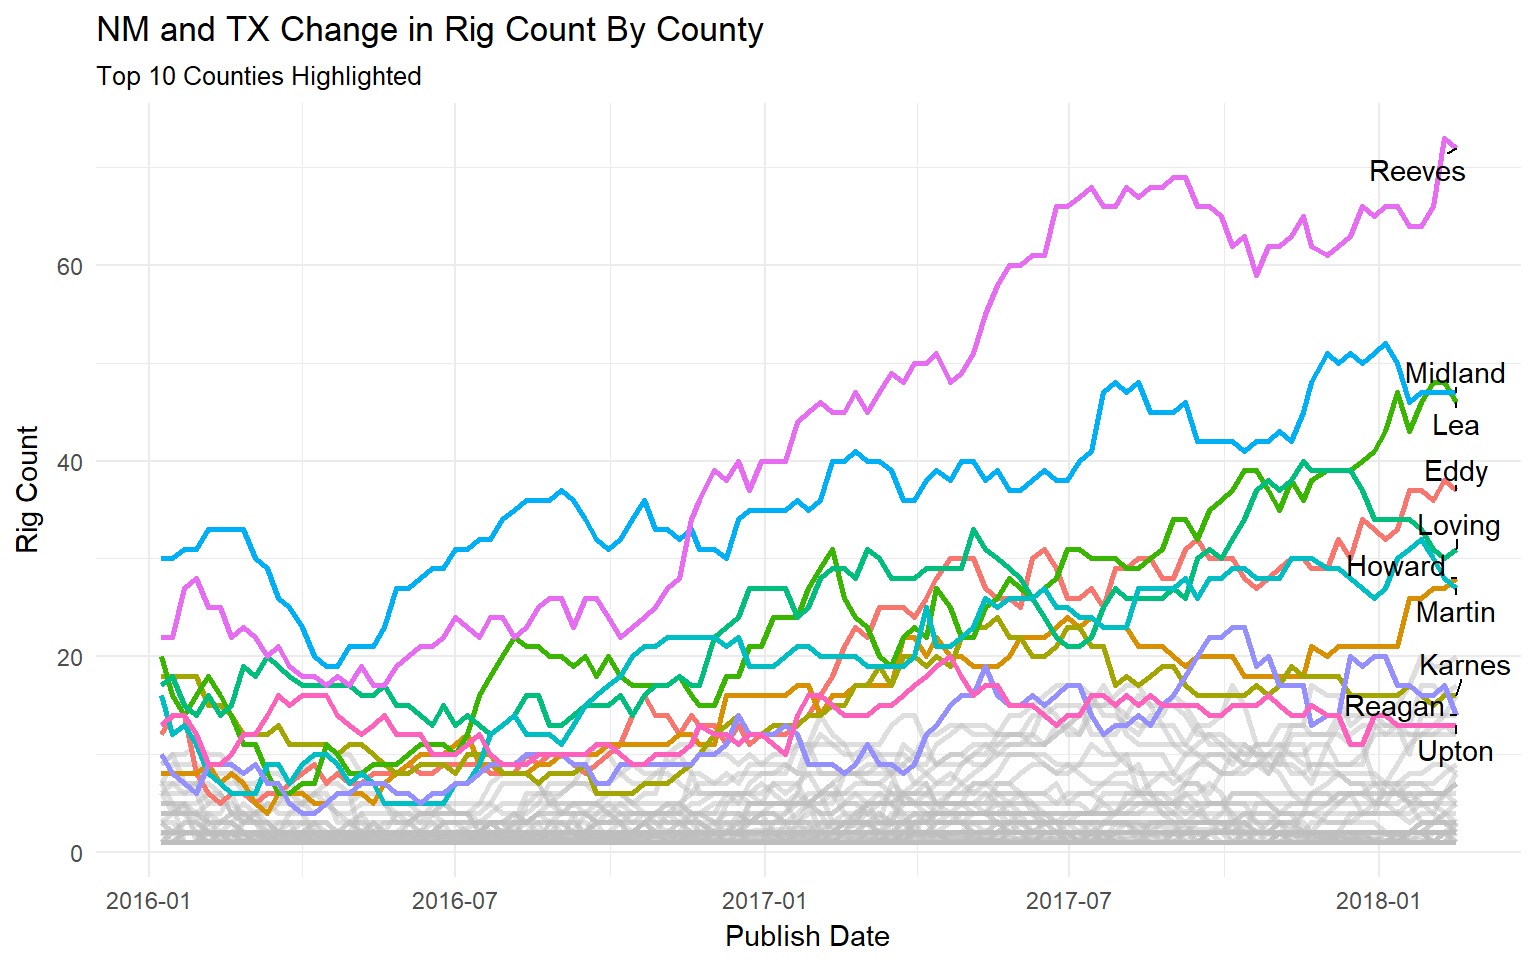 NM and TX Change in Rig Count By County
Top 10 Counties Highlighted
Rig Count
60
40
20
0
Reeves
Midland
Lea
Eddy
Loving
Howard
Martin
Karnes
Reagan
Upton
2016-01
2016-07
2017-01
2017-07
2018-01
Publish Date